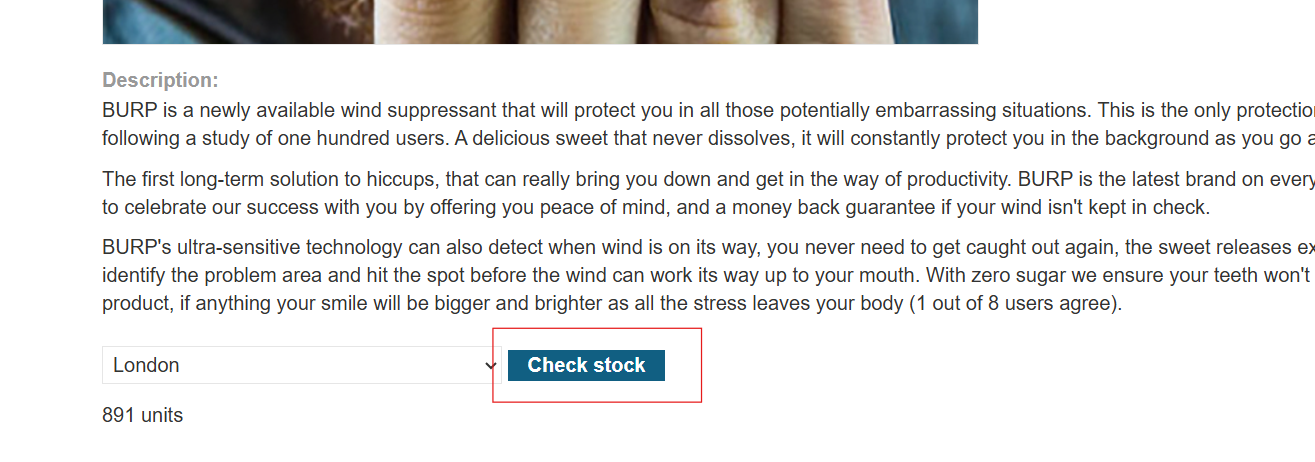 Description:
BURP is a newly available wind suppressant that will protect you in all those potentially embarrassing situations. This is the only protection
following a study of one hundred users. A delicious sweet that never dissolves, it will constantly protect you in the background as you go a
The first long-term solution to hiccups, that can really bring you down and get in the way of productivity. BURP is the latest brand on every
to celebrate our success with you by offering you peace of mind, and a money back guarantee if your wind isn't kept in check.
BURP's ultra-sensitive technology can also detect when wind is on its way, you never need to get caught out again, the sweet releases ex
identify the problem area and hit the spot before the wind can work its way up to your mouth. With zero sugar we ensure your teeth won't
product, if anything your smile will be bigger and brighter as all the stress leaves your body (1 out of 8 users agree).
London Check stock
891 units